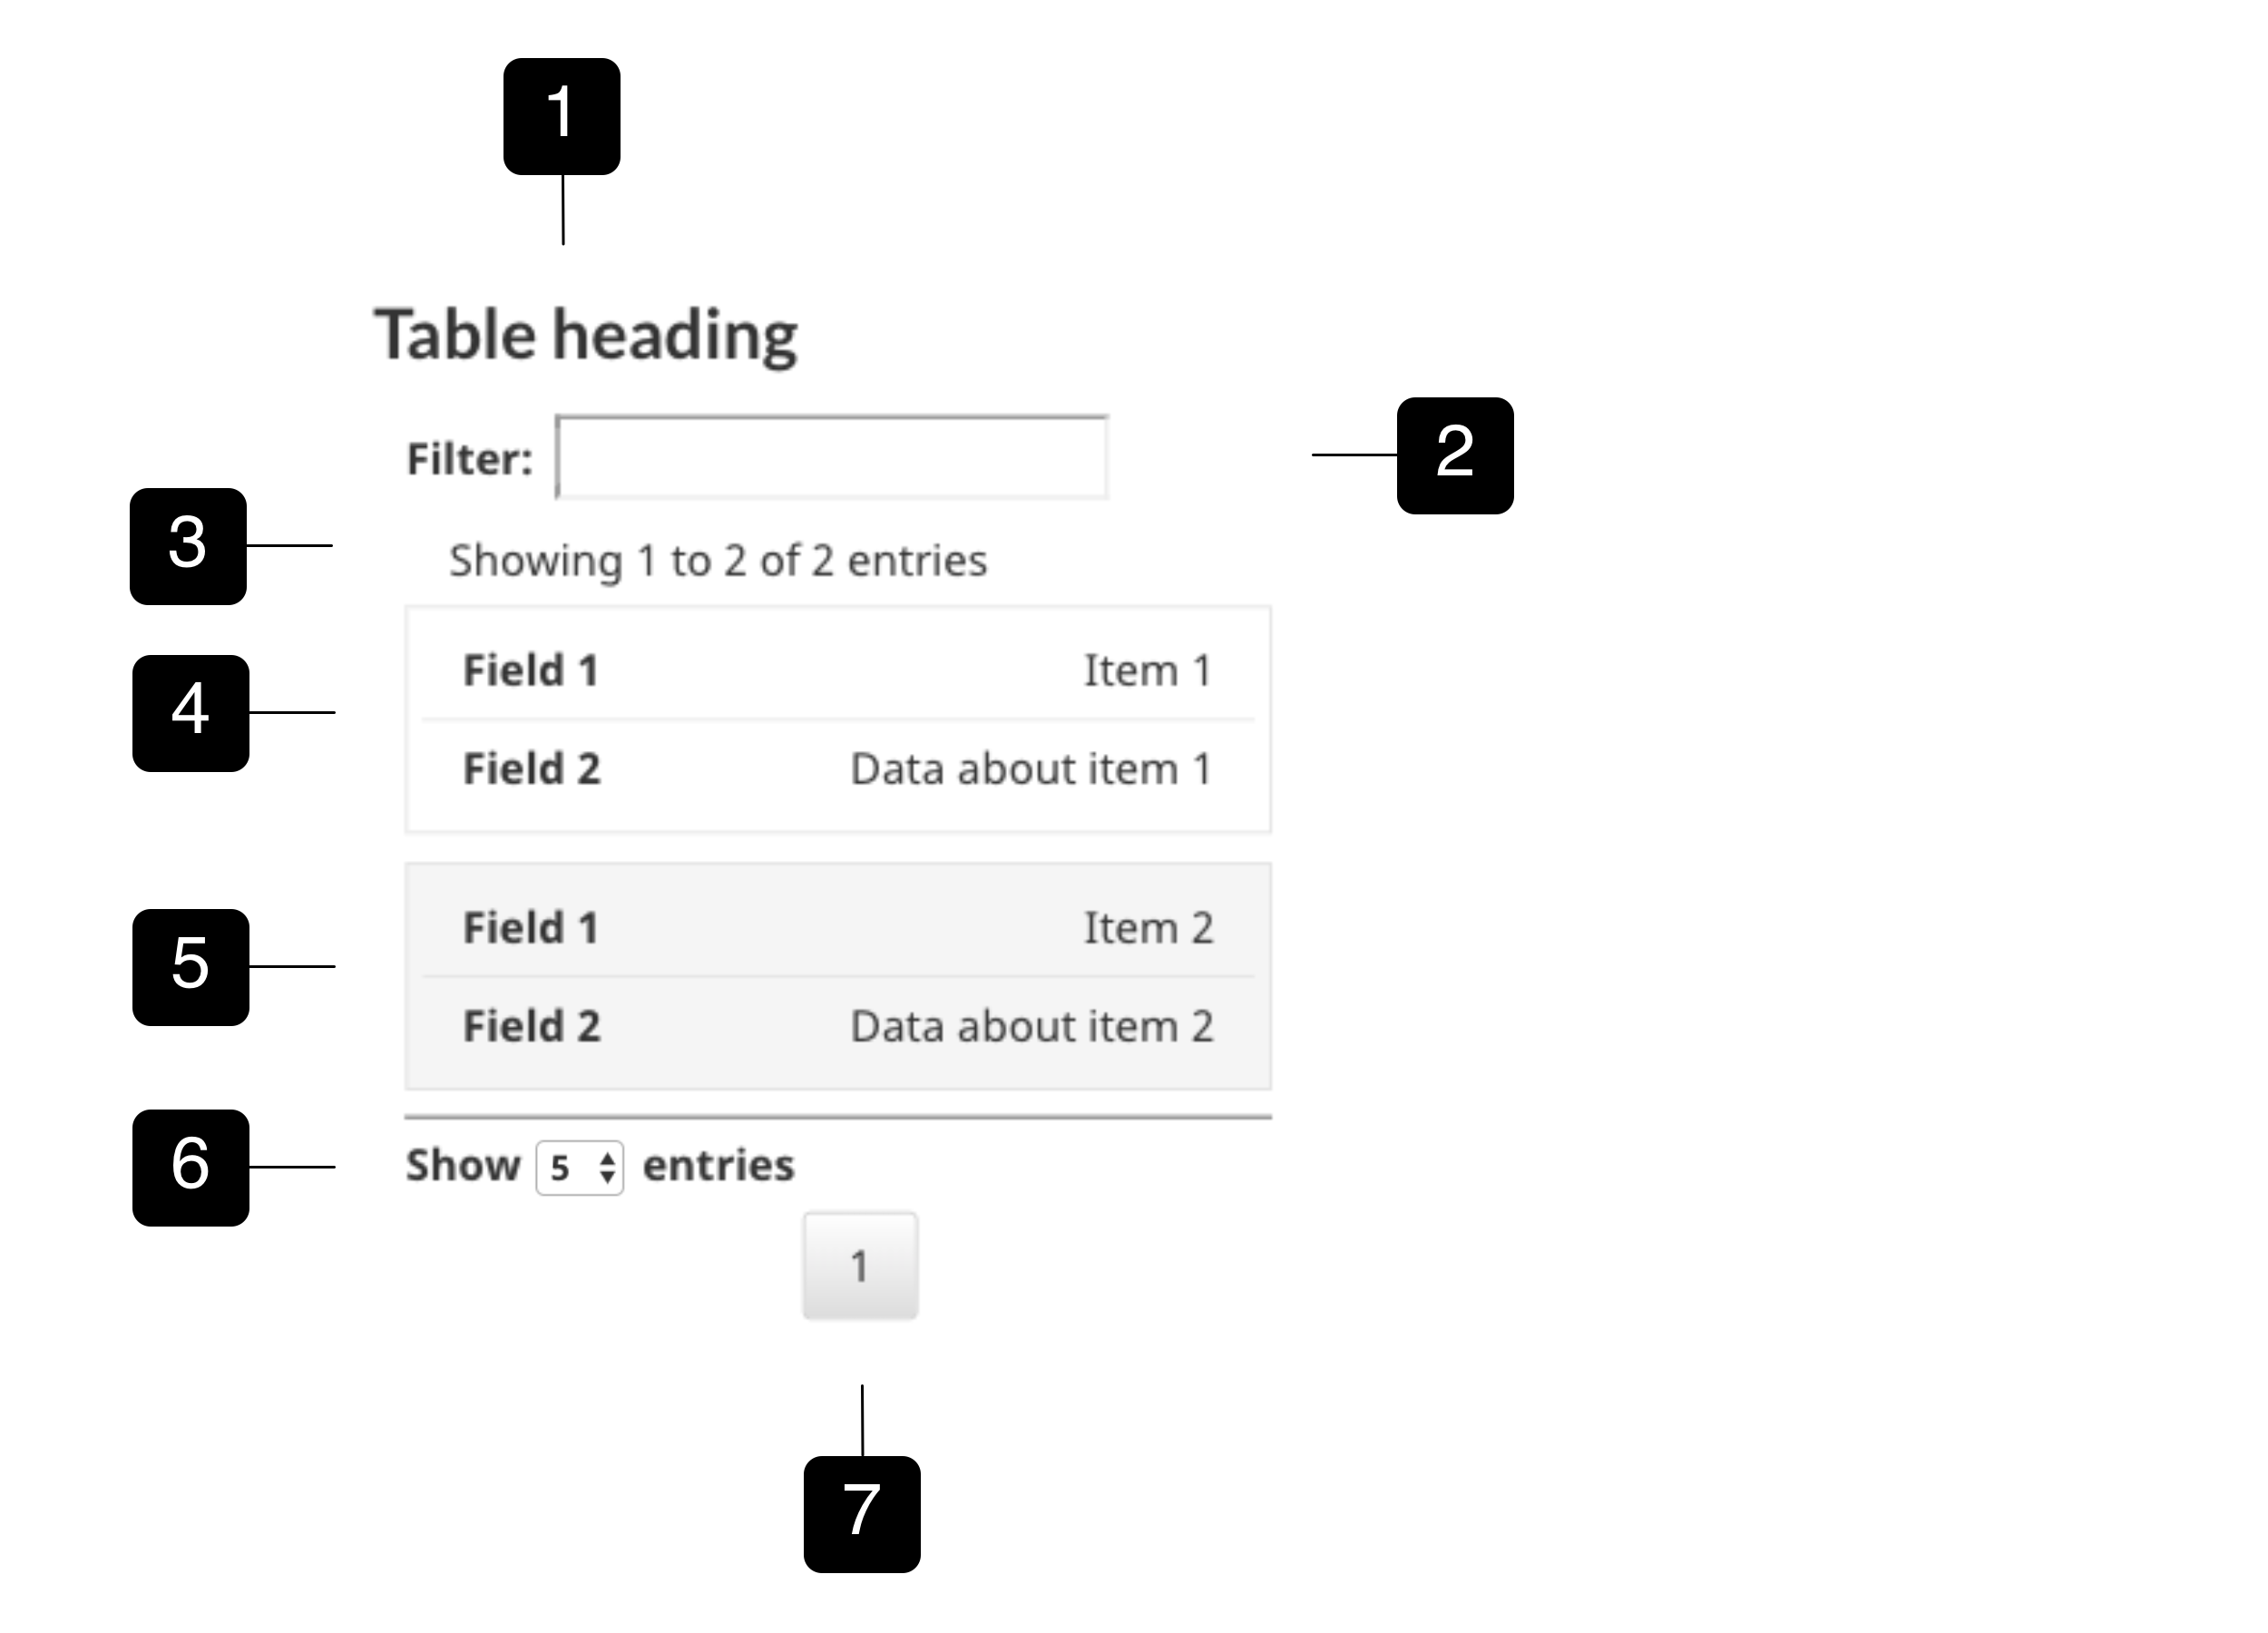 1
Table heading
Filter:
2
3
Showing 1 to 2 of 2 entries
4
Field 1 Item 1
Field 2 Data about item 1
5
Field 1 Item 2
Field 2 Data about item 2
6
Show 5 entries
1
7